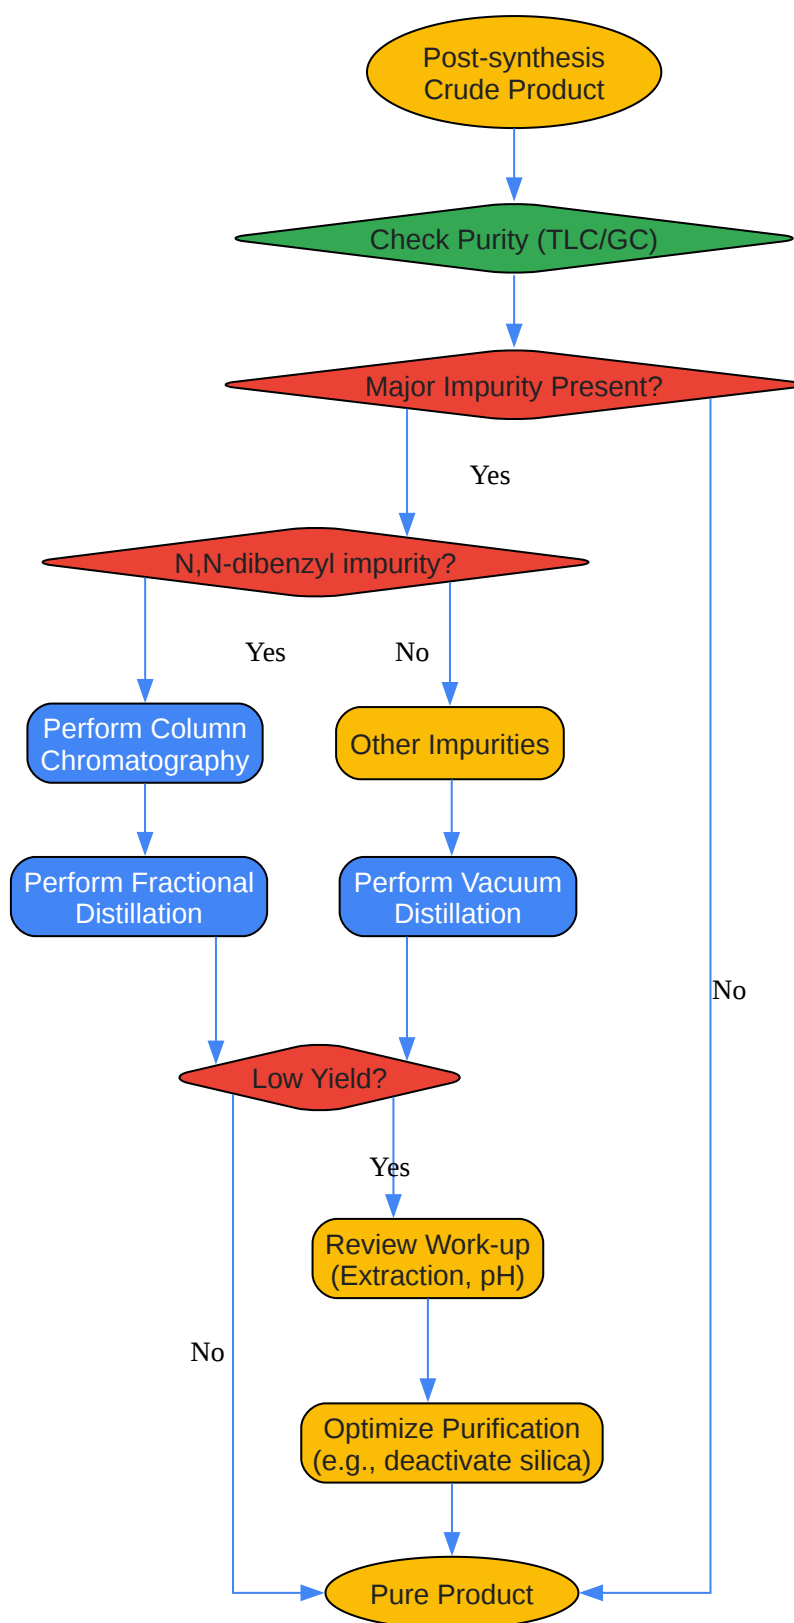 Post-synthesis
Crude Product
Check Purity (TLC/GC)
Major Impurity Present?
Yes
N,N-dibenzyl impurity?
Yes
No
Perform Column
Chromatography
Other Impurities
Perform Fractional
Distillation
Perform Vacuum
Distillation
No
Low Yield?
Yes
Review Work-up
(Extraction, pH)
No
Optimize Purification
(e.g., deactivate silica)
Pure Product